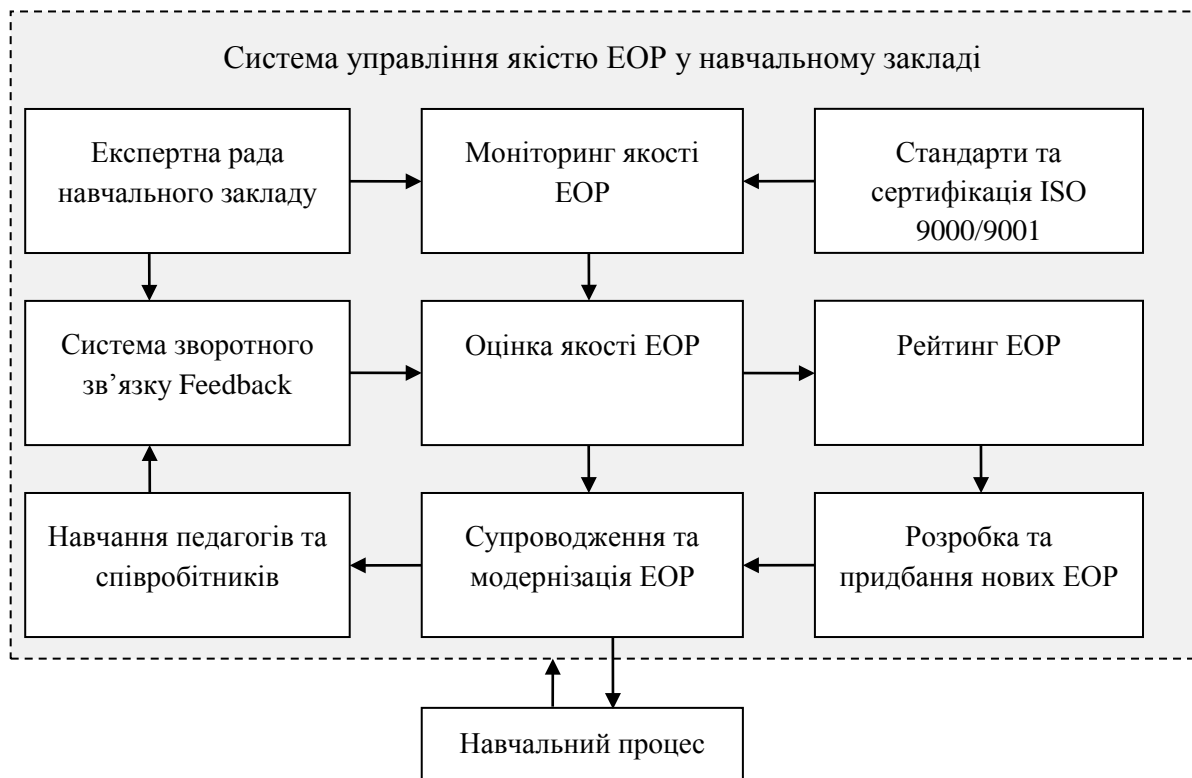 Система управління якістю ЕОР у навчальному закладі
Експертна рада
навчального закладу
Моніторинг якості
ЕОР
Стандарти та
сертифікація ISO
9000/9001
Система зворотного
зв’язку Feedback
Оцінка якості ЕОР
Рейтинг ЕОР
Навчання педагогів та
співробітників
Супроводження та
модернізація ЕОР
Розробка та
придбання нових ЕОР
Навчальний процес